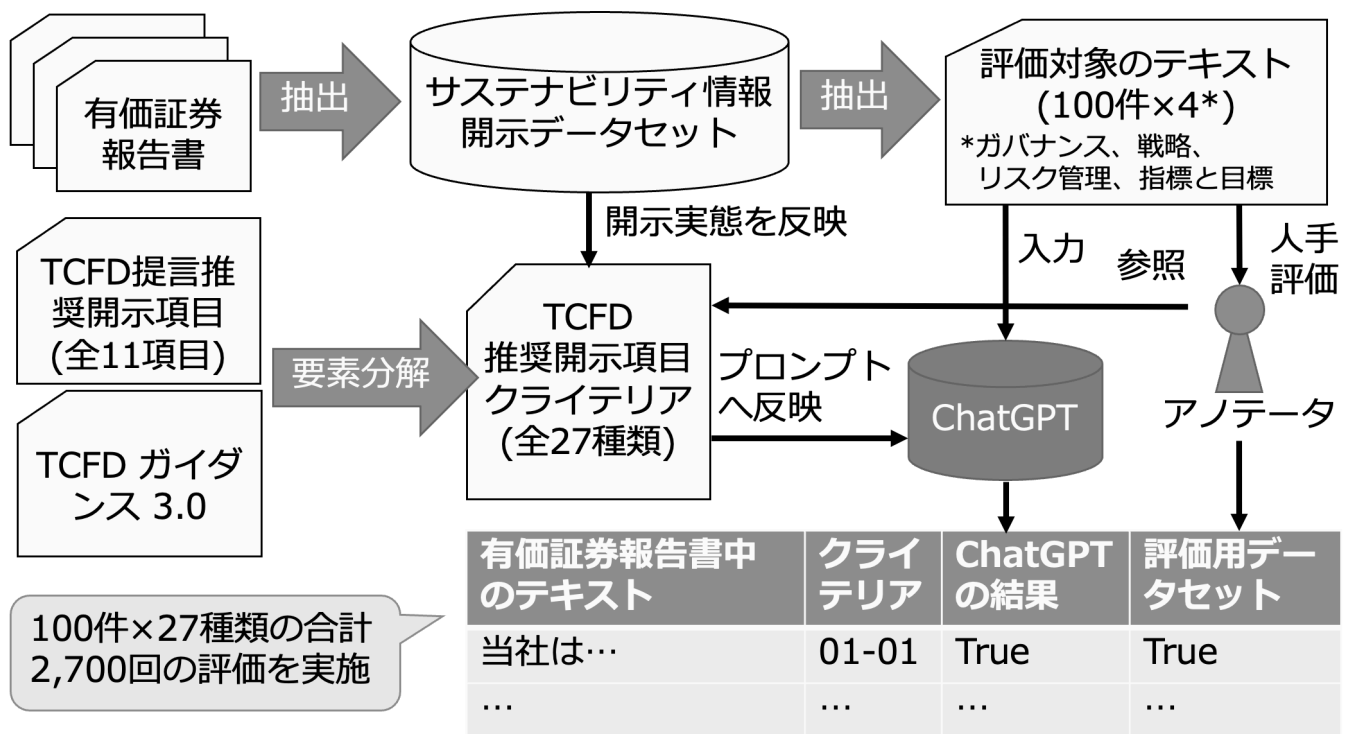 有価証券
報告書
抽出
サステナビリティ情報
開示データセット
抽出
評価対象のテキスト
(100件×4*)
*ガバナンス、戦略、
リスク管理、指標と目標
開示実態を反映
入力
参照
人手
評価
TCFD提言推
奨開示項目
(全11項目)
TCFD ガイダ
ンス 3.0
要素分解
TCFD
推奨開示項目
クライテリア
(全27種類)
プロンプト
へ反映
ChatGPT
アノテータ
100件×27種類の合計
2,700回の評価を実施
有価証券報告書中
のテキスト
クライ
テリア
ChatGPT
の結果
評価用デー
タセット
当社は… 01-01 True True
… … … …